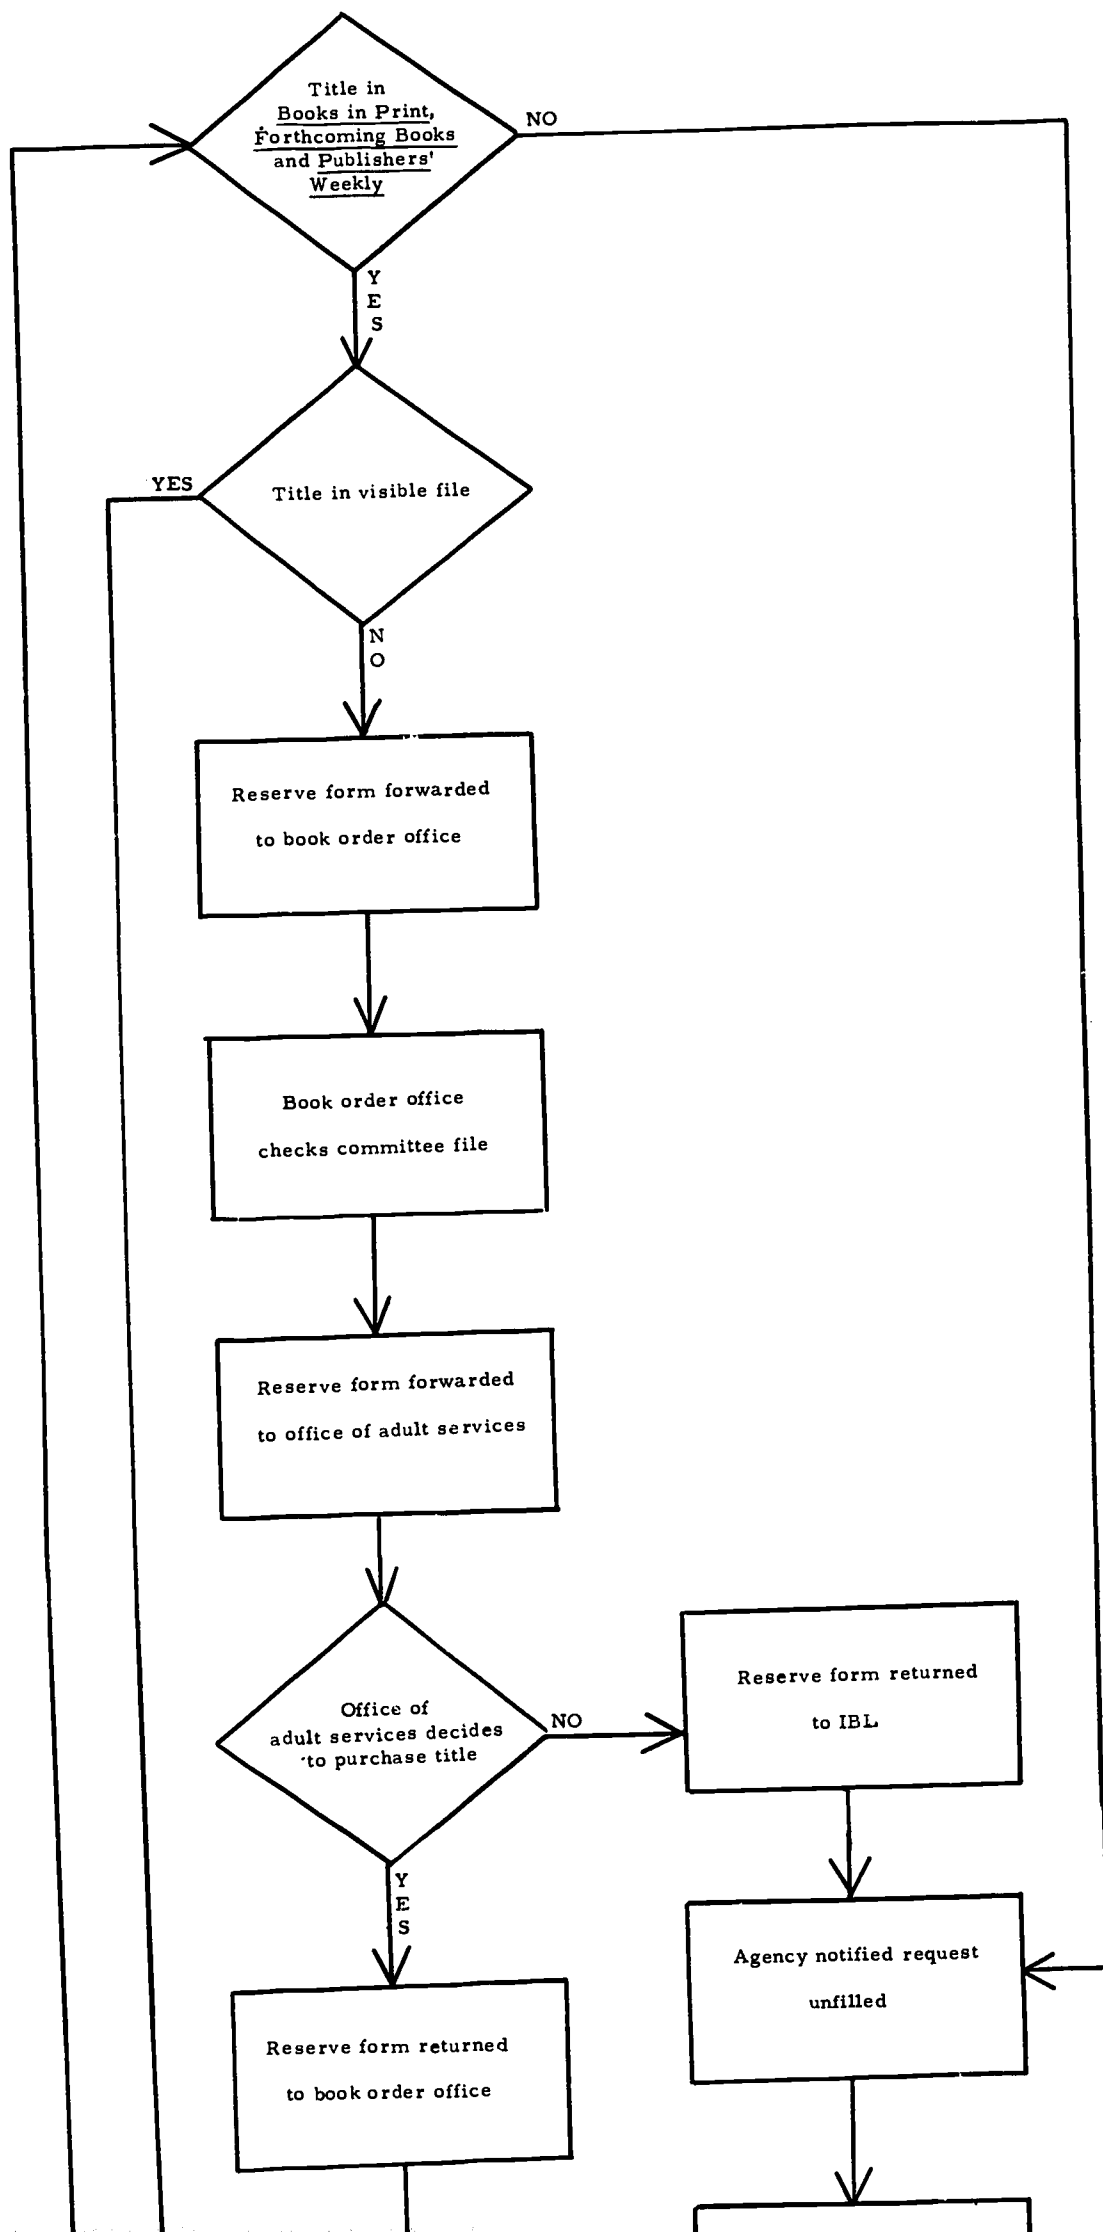 Title in
Books in Print,
Forthcoming Books
and Publishers'
Weekly
NO
YES
YES
Title in visible file
NO
Reserve form forwarded
to book order office
Book order office
checks committee file
Reserve form forwarded
to office of adult services
Office of
adult services decides
to purchase title
NO
Reserve form returned
to IBL
YES
Agency notified request
unfilled
Reserve form returned
to book order office